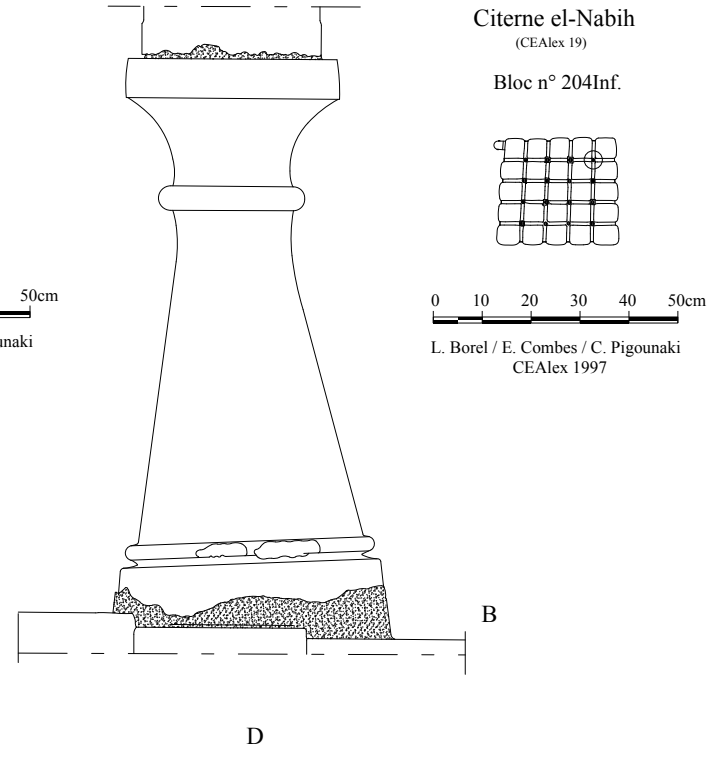 Citerne el-Nabih
(CEAlex 19)
Bloc n° 204Inf.
50cm
0 10 20 30 40 50cm
L. Borel / E. Combes / C. Pigounaki
CEAlex 1997
B
D